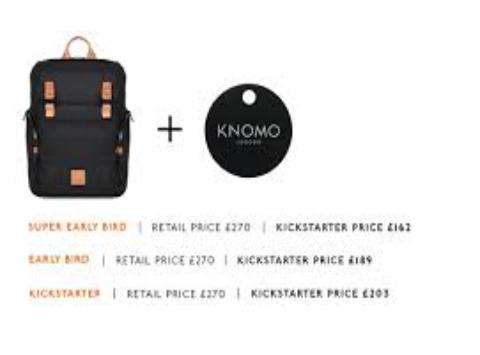 KNOMO
LONDON
SUPER EARLY BIRD | RETAIL PRICE £270 | KICKSTARTER PRICE £162
EARLY BIRD | RETAIL PRICE £270 | KICKSTARTER PRICE £189
KICKSTARTER | RETAIL PRICE £270 | KICKSTARTER PRICE £203